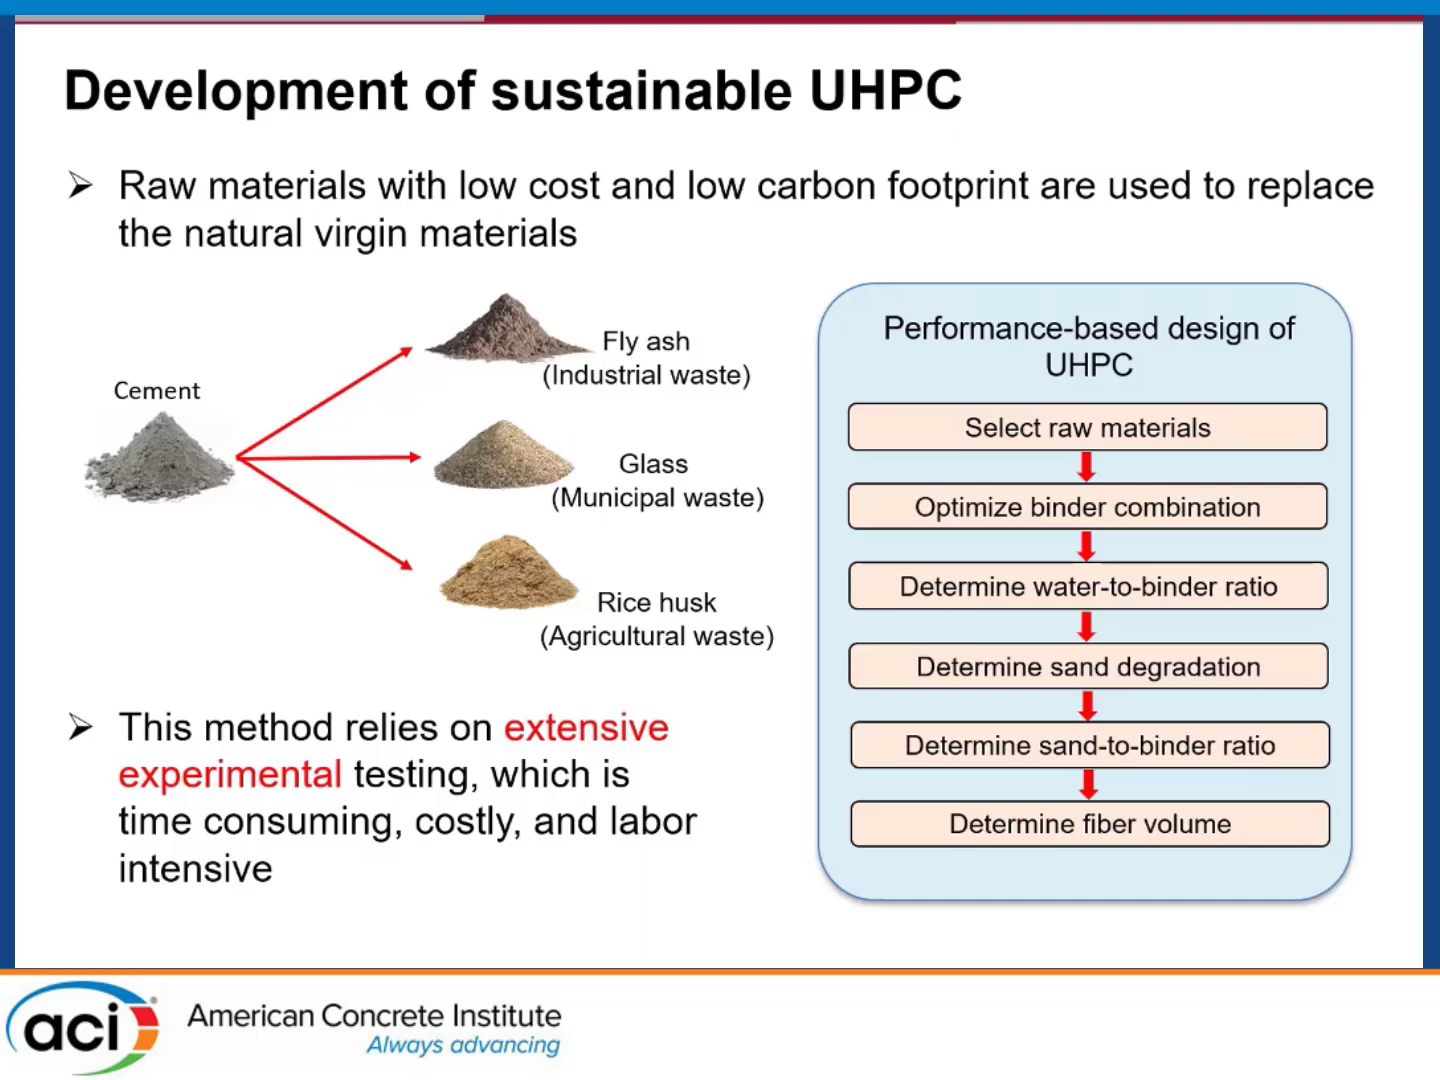 Development of sustainable UHPC
Raw materials with low cost and low carbon footprint are used to replace
the natural virgin materials
Cement
Fly ash
(Industrial waste)
Glass
(Municipal waste)
Rice husk
(Agricultural waste)
This method relies on extensive
experimental testing, which is
time consuming, costly, and labor
intensive
Performance-based design of
UHPC
Select raw materials
Optimize binder combination
Determine water-to-binder ratio
Determine sand degradation
Determine sand-to-binder ratio
Determine fiber volume
aci®
American Concrete Institute
Always advancing